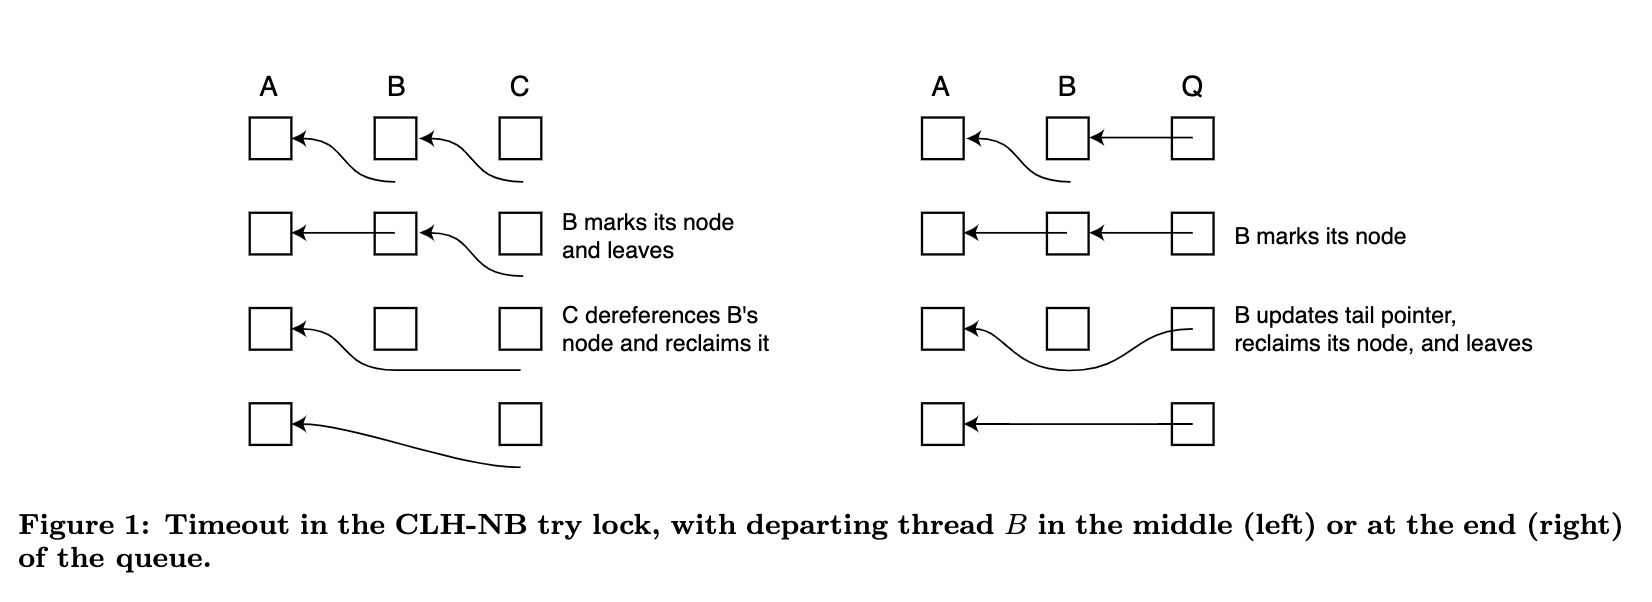 A B C
B marks its node
and leaves
C dereferences B's
node and reclaims it
A B Q
B marks its node
B updates tail pointer,
reclaims its node, and leaves
Figure 1: Timeout in the CLH-NB try lock, with departing thread B in the middle (left) or at the end (right)
of the queue.